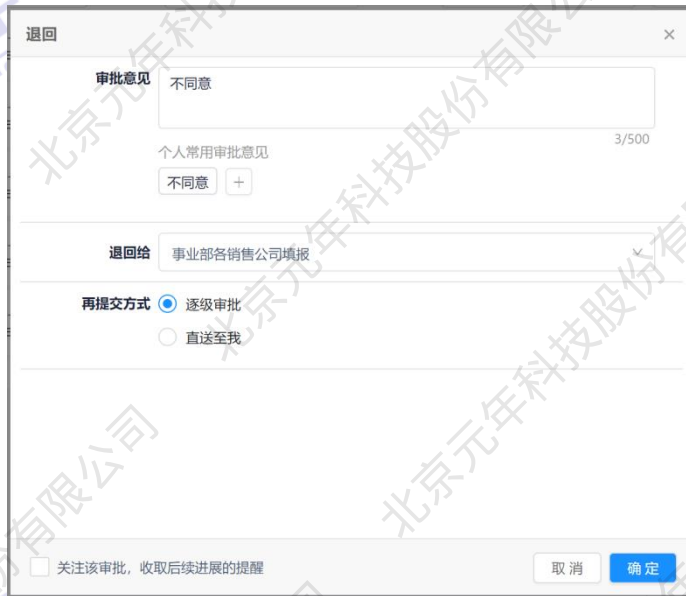 退回
审批意见
不同意
3/500
个人常用审批意见
不同意
退回给
事业部各销售公司填报
再提交方式
逐级审批
直送至我
关注该审批，收取后续进展的提醒
取消
确定
北京元年科技股份有限公司